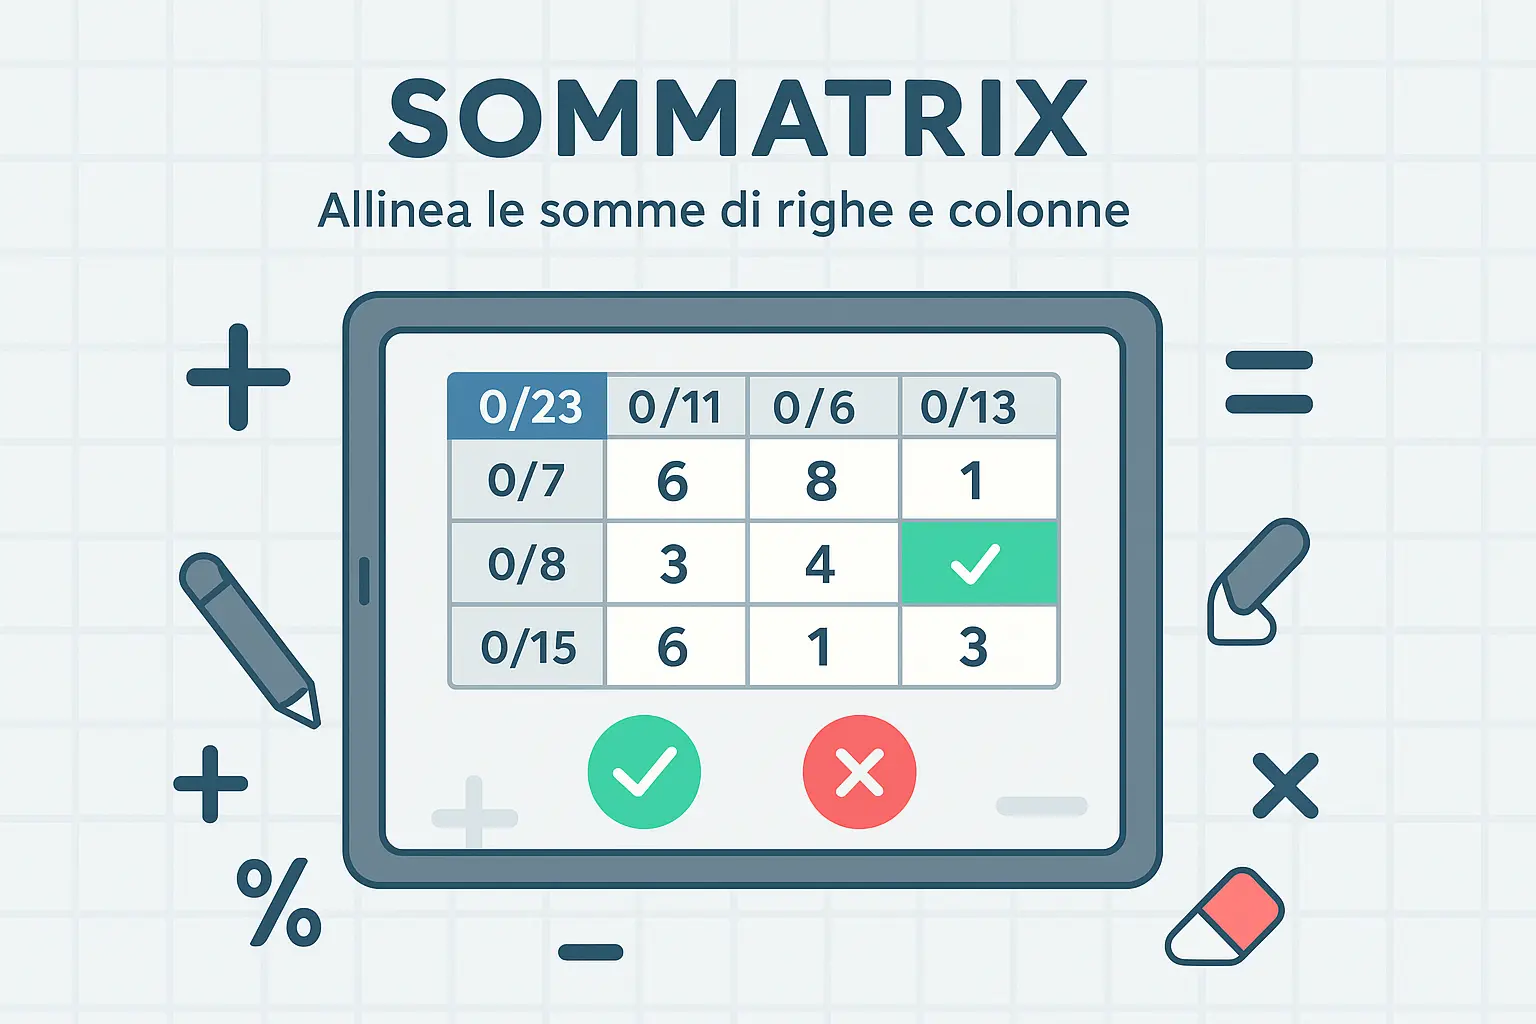 SOMMATRIX
Allinea le somme di righe e colonne
0/23 0/11 0/6 0/13
0/7 6 8 1
0/8 3 4
0/15 6 1 3
%